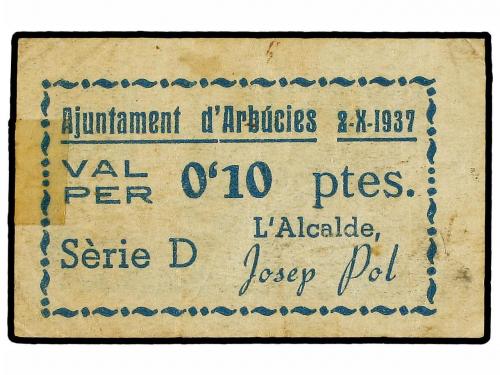 Ajuntament d'Arbúcies 2-X-1937
VAL PER 0'10 ptes.
L'Alcalde,
Sèrie D Josep Pol